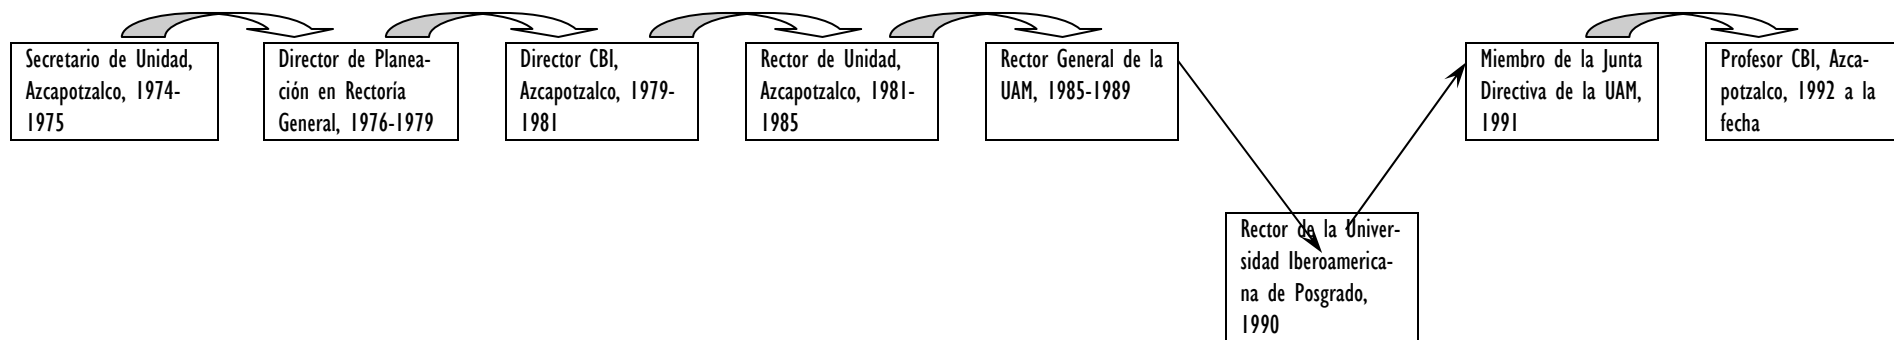 Secretario de Unidad,
Azcapotzalco, 1974-
1975
Director de Planea-
ción en Rectoría
General, 1976-1979
Director CBI,
Azcapotzalco, 1979-
1981
Rector de Unidad,
Azcapotzalco, 1981-
1985
Rector General de la
UAM, 1985-1989
Rector de la Univer-
sidad Iberoamerica-
na de Posgrado,
1990
Miembro de la Junta
Directiva de la UAM,
1991
Profesor CBI, Azca-
potzalco, 1992 a la
fecha